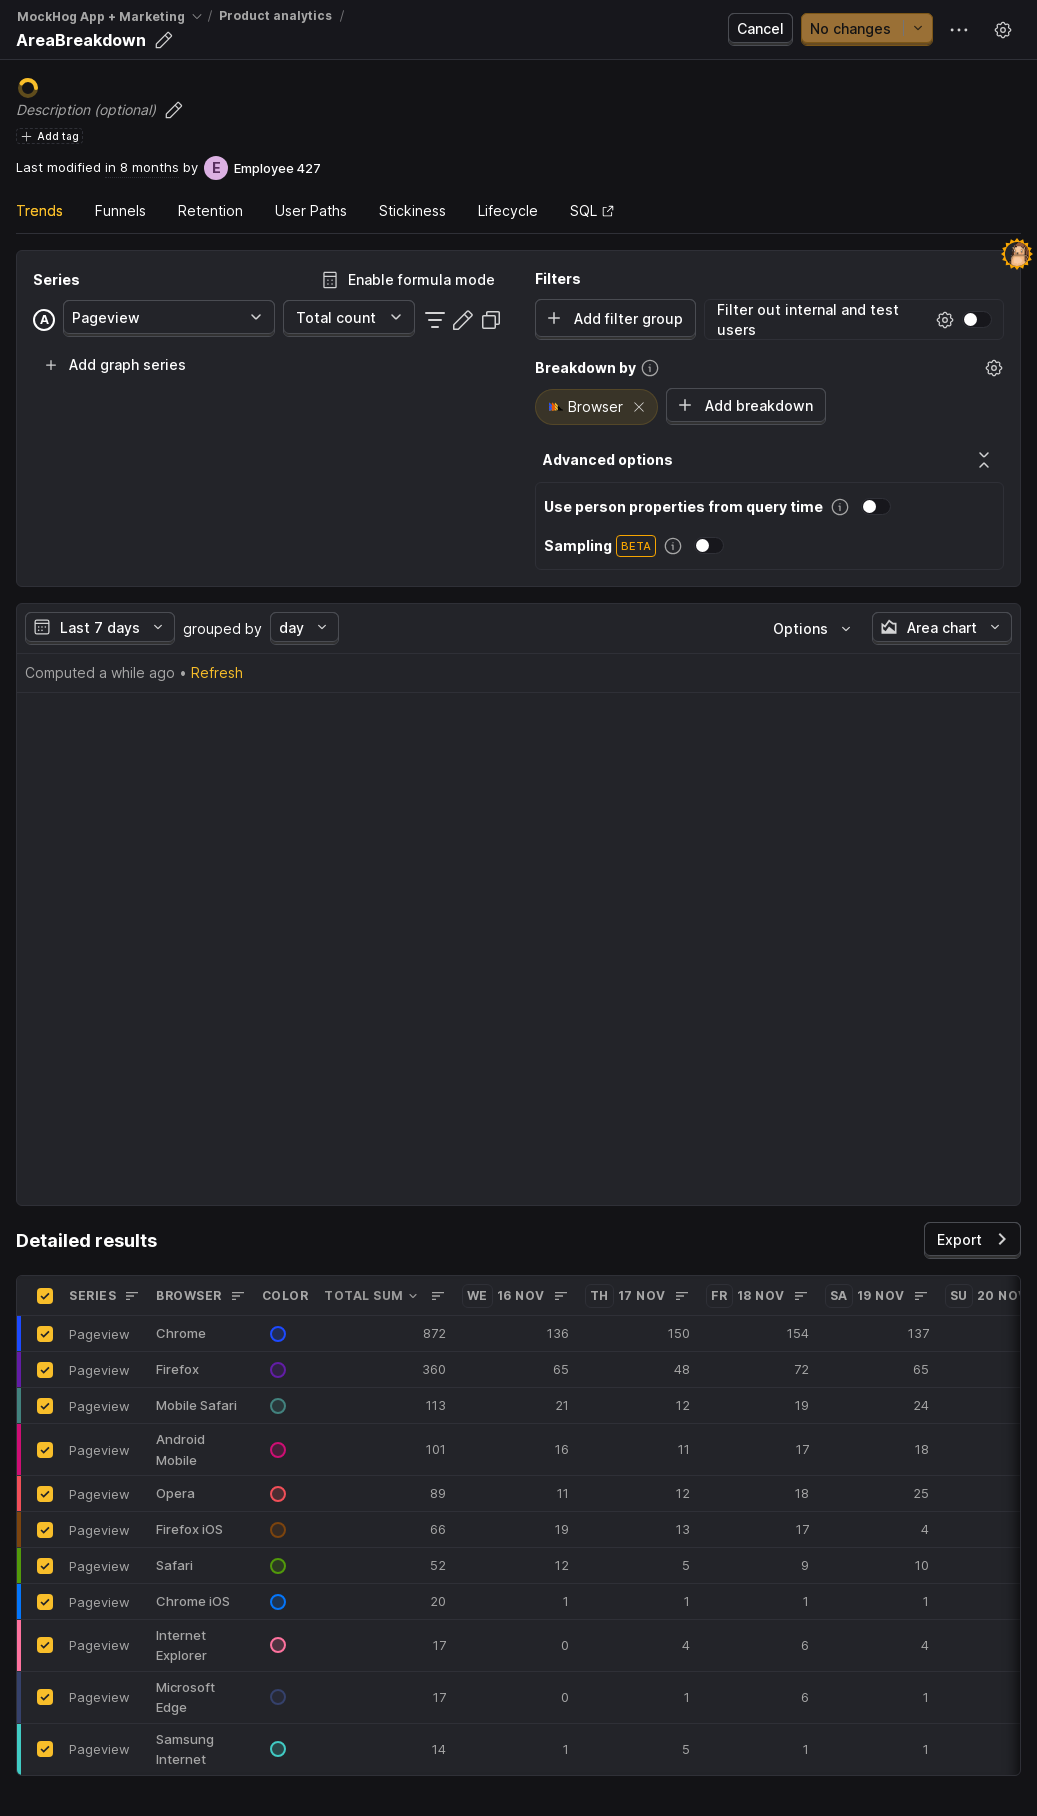 MockHog App + Marketing / Product analytics /
AreaBreakdown
Cancel
No changes
Description (optional)
Add tag
Last modified in 8 months by E Employee 427
Trends Funnels Retention User Paths Stickiness Lifecycle SQL
Series
Enable formula mode
A Pageview Total count
Add graph series
Filters
Add filter group
Filter out internal and test
users
Breakdown by
Browser Add breakdown
Advanced options
Use person properties from query time
Sampling BETA
Last 7 days grouped by day Options Area chart
Computed a while ago • Refresh
Detailed results
Export
SERIES BROWSER COLOR TOTAL SUM WE 16 NOV TH 17 NOV FR 18 NOV SA 19 NOV SU 20 NOV
Pageview Chrome 872 136 150 154 137
Pageview Firefox 360 65 48 72 65
Pageview Mobile Safari 113 21 12 19 24
Pageview Android
Mobile 101 16 11 17 18
Pageview Opera 89 11 12 18 25
Pageview Firefox iOS 66 19 13 17 4
Pageview Safari 52 12 5 9 10
Pageview Chrome iOS 20 1 1 1 1
Pageview Internet
Explorer 17 0 4 6 4
Pageview Microsoft
Edge 17 0 1 6 1
Pageview Samsung
Internet 14 1 5 1 1